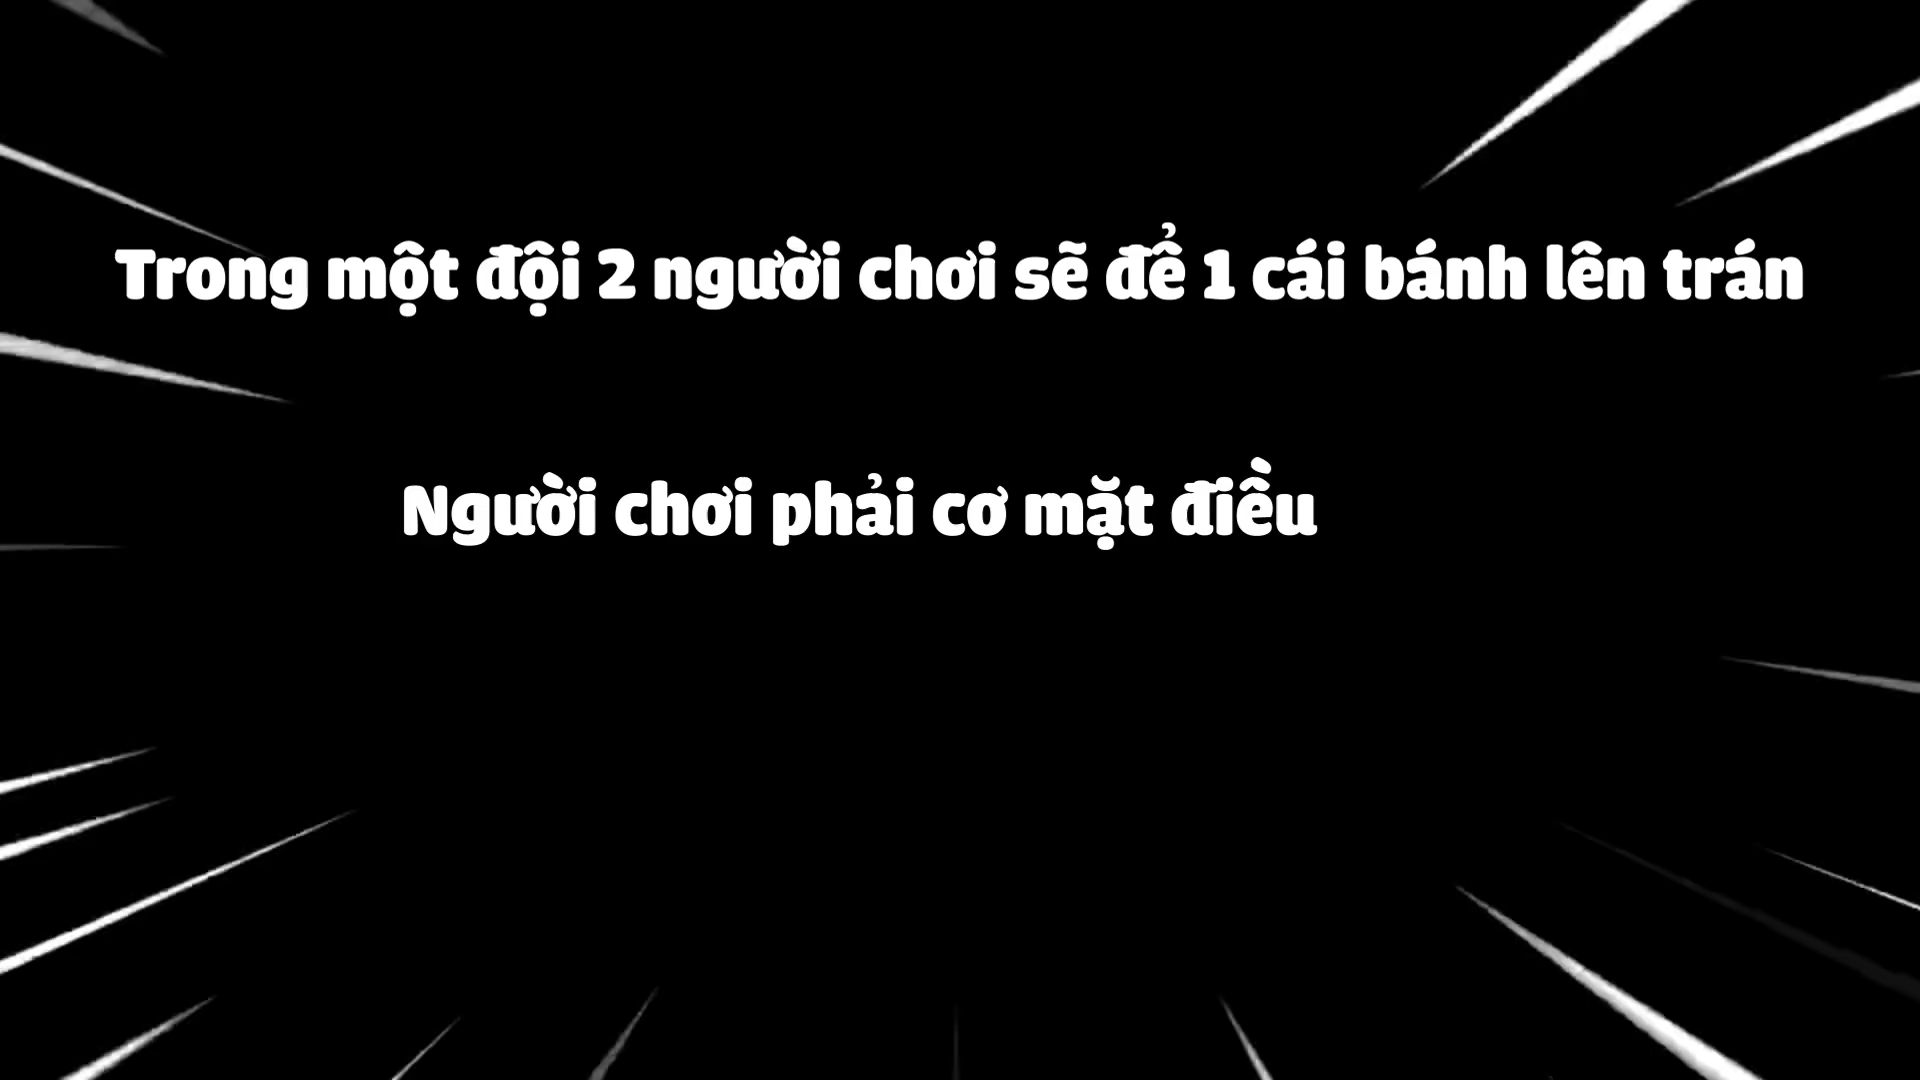 Trong một đội 2 người chơi sẽ để 1 cái bánh lên trán
Người chơi phải cơ mặt điều